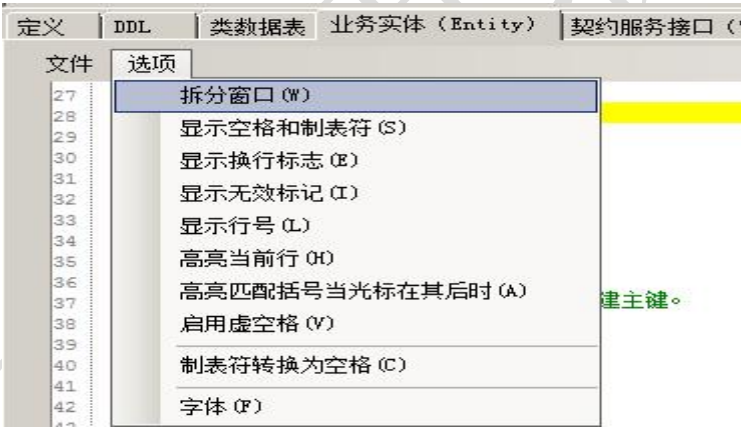 定义 DDL 类数据表 业务实体（Entity） 契约服务接口（
文件 选项
27 拆分窗口(W)
28
29 显示空格和制表符(S)
30 显示换行标志(E)
31
32 显示无效标记(I)
33 显示行号(L)
34
35 高亮当前行(H)
36 高亮匹配括号当光标在其后时(A)
37 建主键。
38 启用虚空格(V)
39
40 制表符转换为空格(C)
41
42 字体(F)